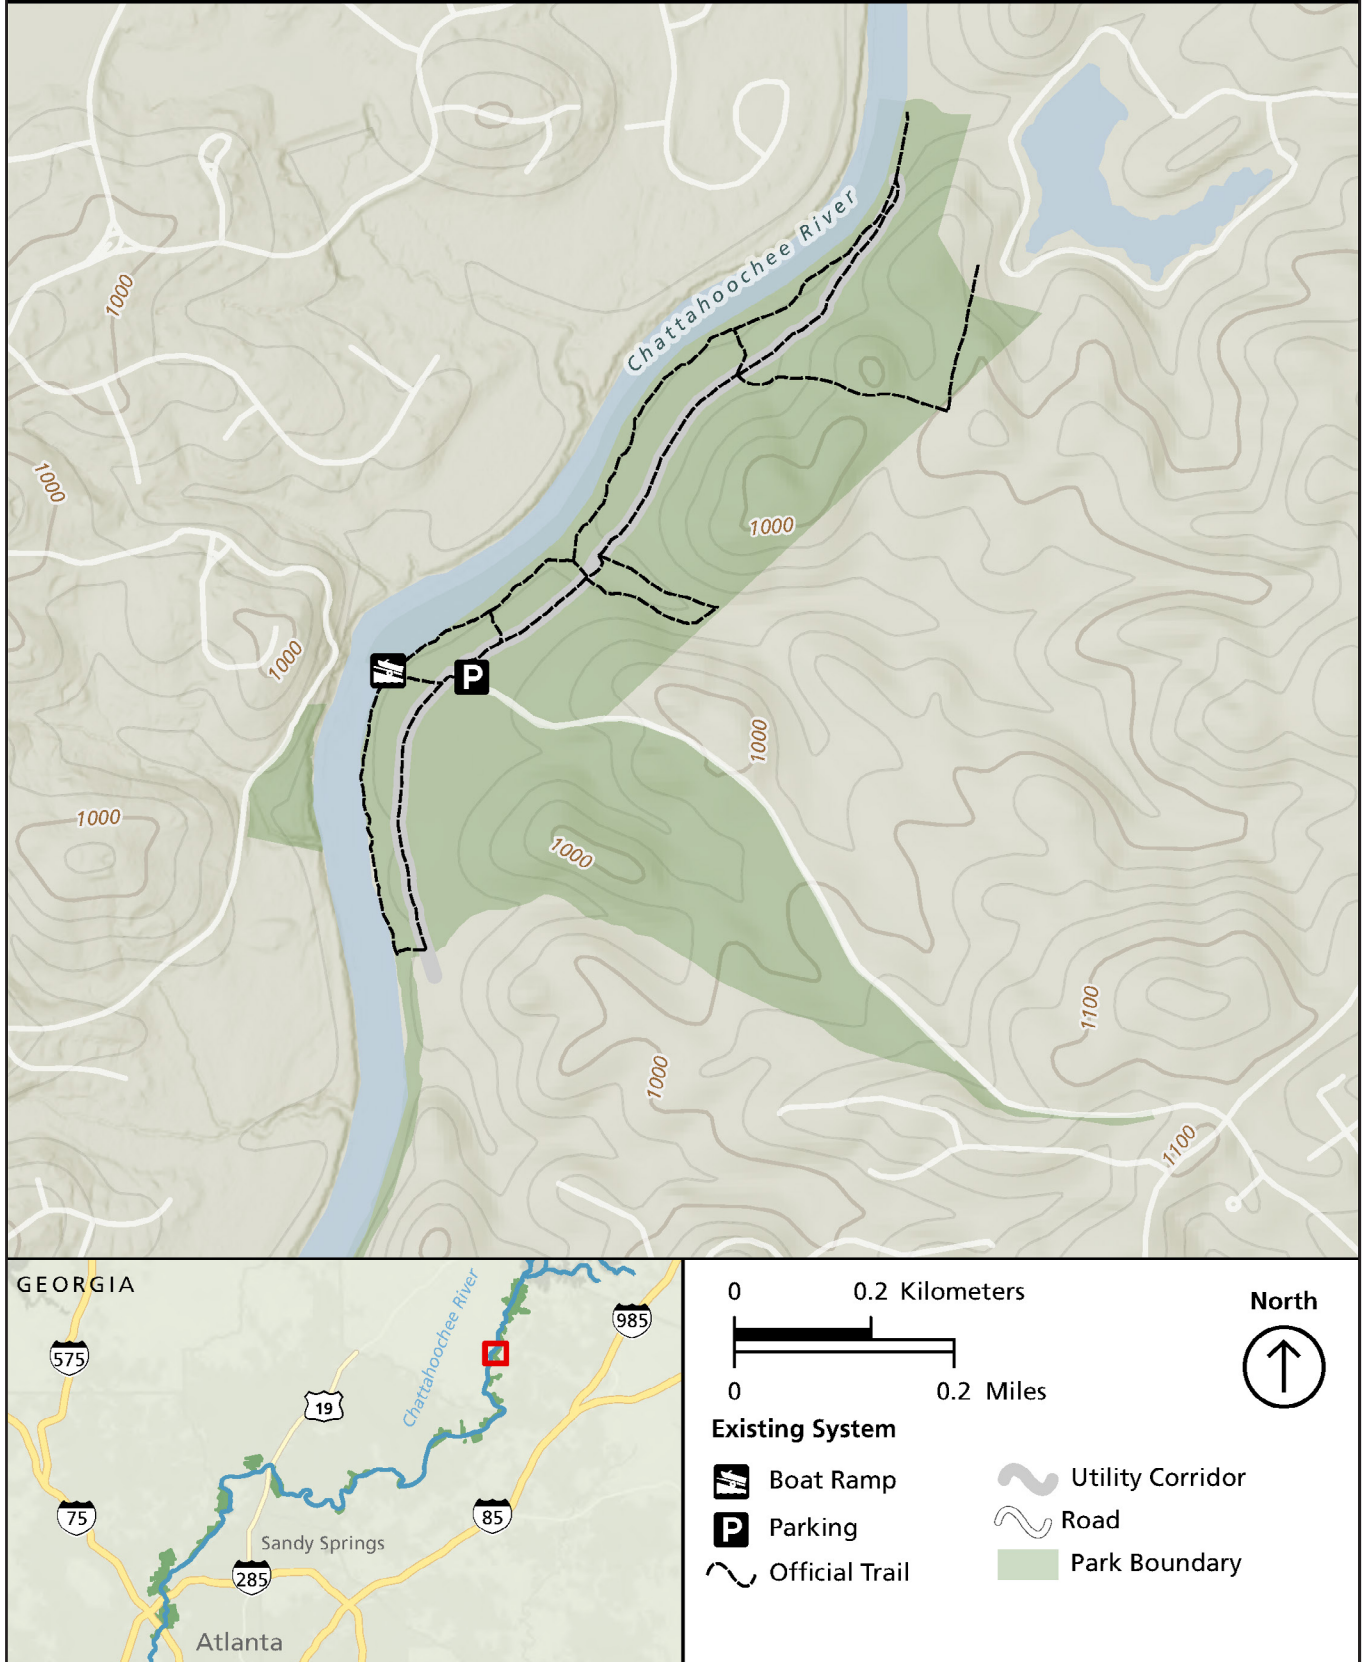 Chattahoochee River
1000
1000
1000
1000
1000
1000
1000
1000
1100
1100
GEORGIA
Chattahoochee River
985
575
19
75
85
Sandy Springs
285
Atlanta
0 0.2 Kilometers
0 0.2 Miles
North
Existing System
Boat Ramp
P Parking
Official Trail
Utility Corridor
Road
Park Boundary
P